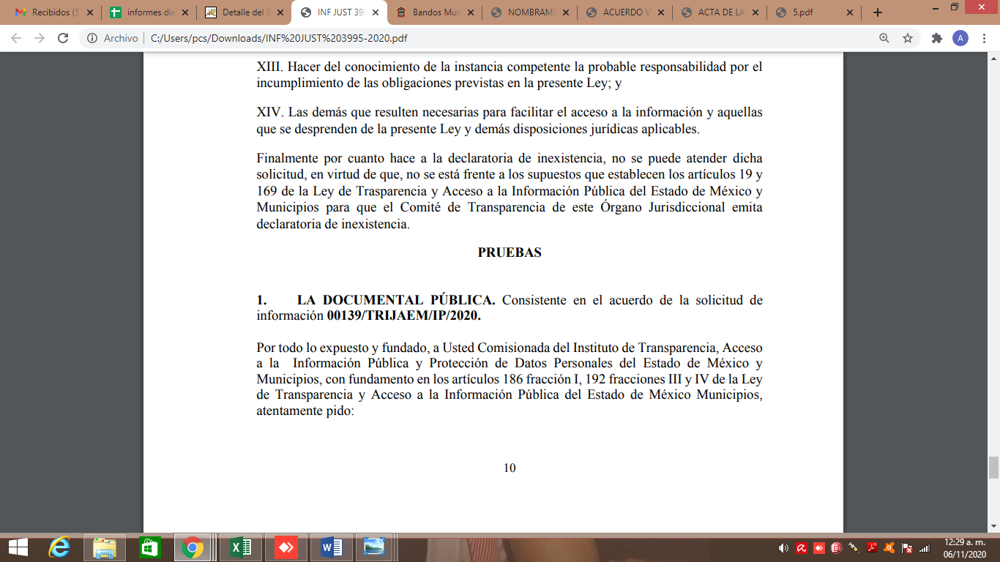 Recibidos (5
informes dia
Detalle del S
INF JUST 399
Bandos Mun
NOMBRAMI
ACUERDO V
ACTA DE LA
5.pdf
Archivo
C:/Users/pcs/Downloads/INF%20JUST%203995-2020.pdf
A
XIII. Hacer del conocimiento de la instancia competente la probable responsabilidad por el
incumplimiento de las obligaciones previstas en la presente Ley; y
XIV. Las demás que resulten necesarias para facilitar el acceso a la información y aquellas
que se desprenden de la presente Ley y demás disposiciones jurídicas aplicables.
Finalmente por cuanto hace a la declaratoria de inexistencia, no se puede atender dicha
solicitud, en virtud de que, no se está frente a los supuestos que establecen los artículos 19 y
169 de la Ley de Trasparencia y Acceso a la Información Pública del Estado de México y
Municipios para que el Comité de Transparencia de este Órgano Jurisdiccional emita
declaratoria de inexistencia.
PRUEBAS
1. LA DOCUMENTAL PÚBLICA. Consistente en el acuerdo de la solicitud de
información 00139/TRIJAEM/IP/2020.
Por todo lo expuesto y fundado, a Usted Comisionada del Instituto de Transparencia, Acceso
a la Información Pública y Protección de Datos Personales del Estado de México y
Municipios, con fundamento en los artículos 186 fracción I, 192 fracciones III y IV de la Ley
de Transparencia y Acceso a la Información Pública del Estado de México Municipios,
atentamente pido:
10
12:29 a. m.
06/11/2020